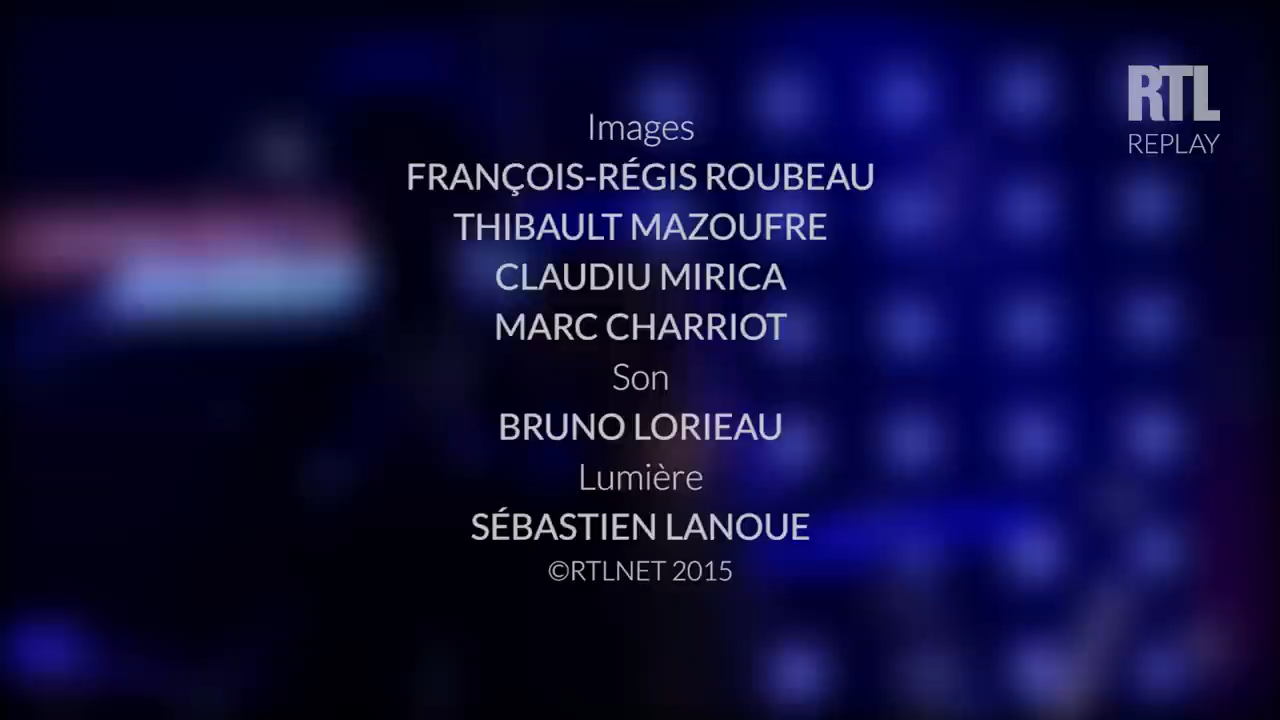 RTL
REPLAY
Images
FRANÇOIS-RÉGIS ROUBEAU
THIBAULT MAZOUFRE
CLAUDIU MIRICA
MARC CHARRIOT
Son
BRUNO LORIEAU
Lumière
SÉBASTIEN LANOUE
©RTLNET 2015